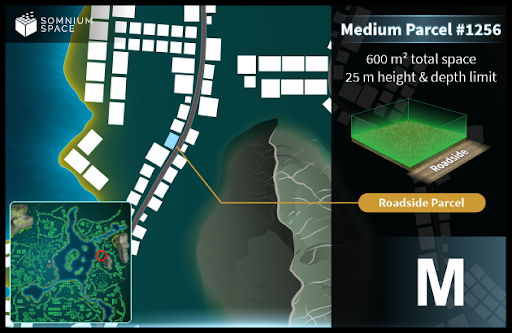 SOMNIUM
SPACE
Medium Parcel #1256
600 m² total space
25 m height & depth limit
Roadside
Roadside Parcel
M